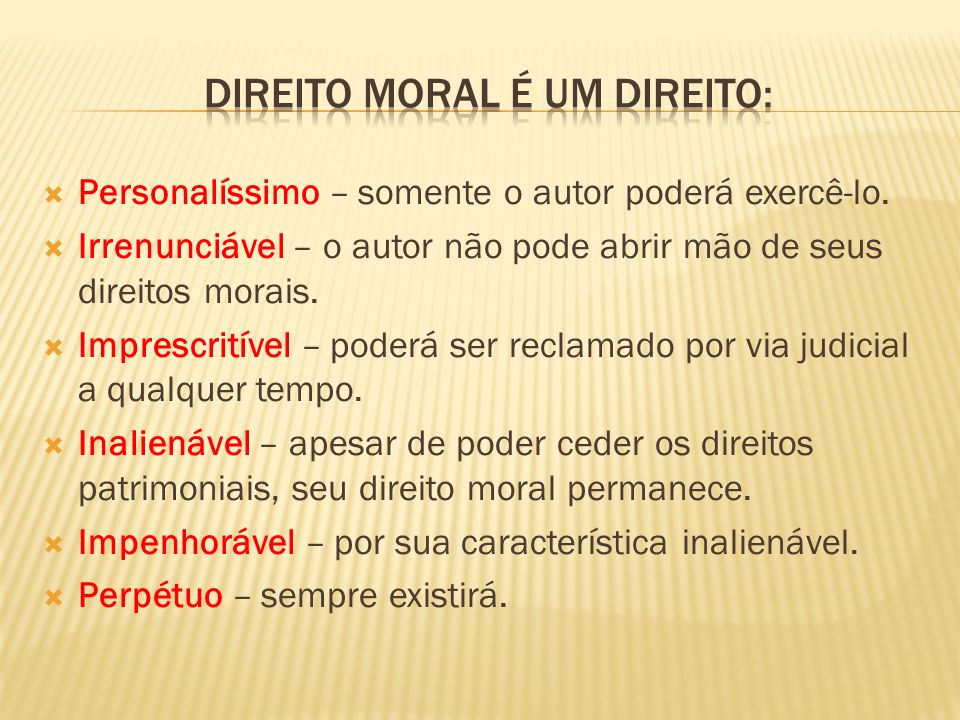 DIREITO MORAL É UM DIREITO:
Personalíssimo – somente o autor poderá exercê-lo.
Irrenunciável – o autor não pode abrir mão de seus
direitos morais.
Imprescritível – poderá ser reclamado por via judicial
a qualquer tempo.
Inalienável – apesar de poder ceder os direitos
patrimoniais, seu direito moral permanece.
Impenhorável – por sua característica inalienável.
Perpétuo – sempre existirá.